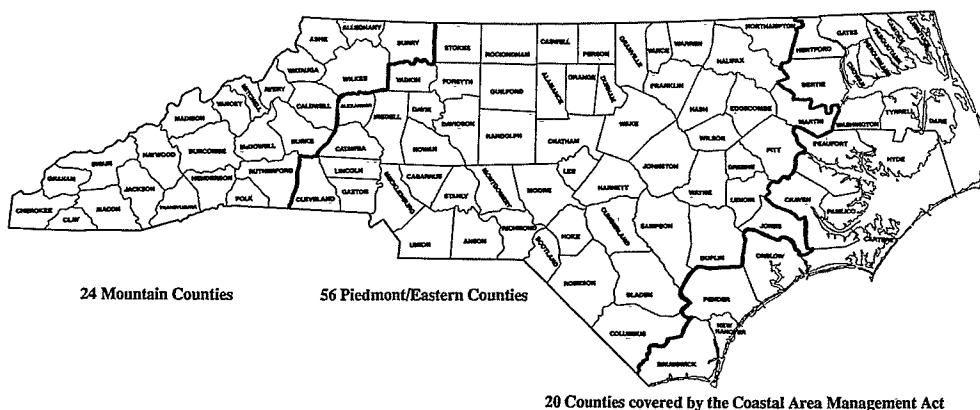 ASHE
ALLEGHANY
SURRY
STOKES
ROCKINGHAM
CASWELL
PERSON
GRANVILLE
VANCE
WARREN
NORTHAMPTON
GATES
HERTFORD
HALIFAX
WATAUGA
WILKES
YADKIN
FORSYTH
GUILFORD
ALAMANCE
ORANGE
DURHAM
FRANKLIN
BERTIE
AVERY
CALDWELL
ALEXANDER
IREDELL
DAVIE
DAVIDSON
RANDOLPH
CHATHAM
WAKE
NASH
EDGECOMBE
MARTIN
WASHINGTON
TYRRELL
DARE
MADISON
YANCEY
BURKE
CATAWBA
ROWAN
WILSON
PITT
BEAUFORT
HYDE
HAYWOOD
BUNCOMBE
McDOWELL
LINCOLN
CABARRUS
STANLY
MONTGOMERY
MOORE
LEE
HARNETT
JOHNSTON
GREENE
WAYNE
LENOIR
CRAVEN
PAMLICO
SWAIN
GRAHAM
JACKSON
HENDERSON
RUTHERFORD
POLK
CLEVELAND
GASTON
MECKLENBURG
CHEROKEE
CLAY
MACON
TRANSYLVANIA
UNION
ANSON
RICHMOND
SCOTLAND
HOKE
CUMBERLAND
SAMPSON
DUPLIN
JONES
ONSLOW
CARTERET
ROBESON
BLADEN
PENDER
COLUMBUS
NEW
HANOVER
BRUNSWICK
24 Mountain Counties
56 Piedmont/Eastern Counties
20 Counties covered by the Coastal Area Management Act